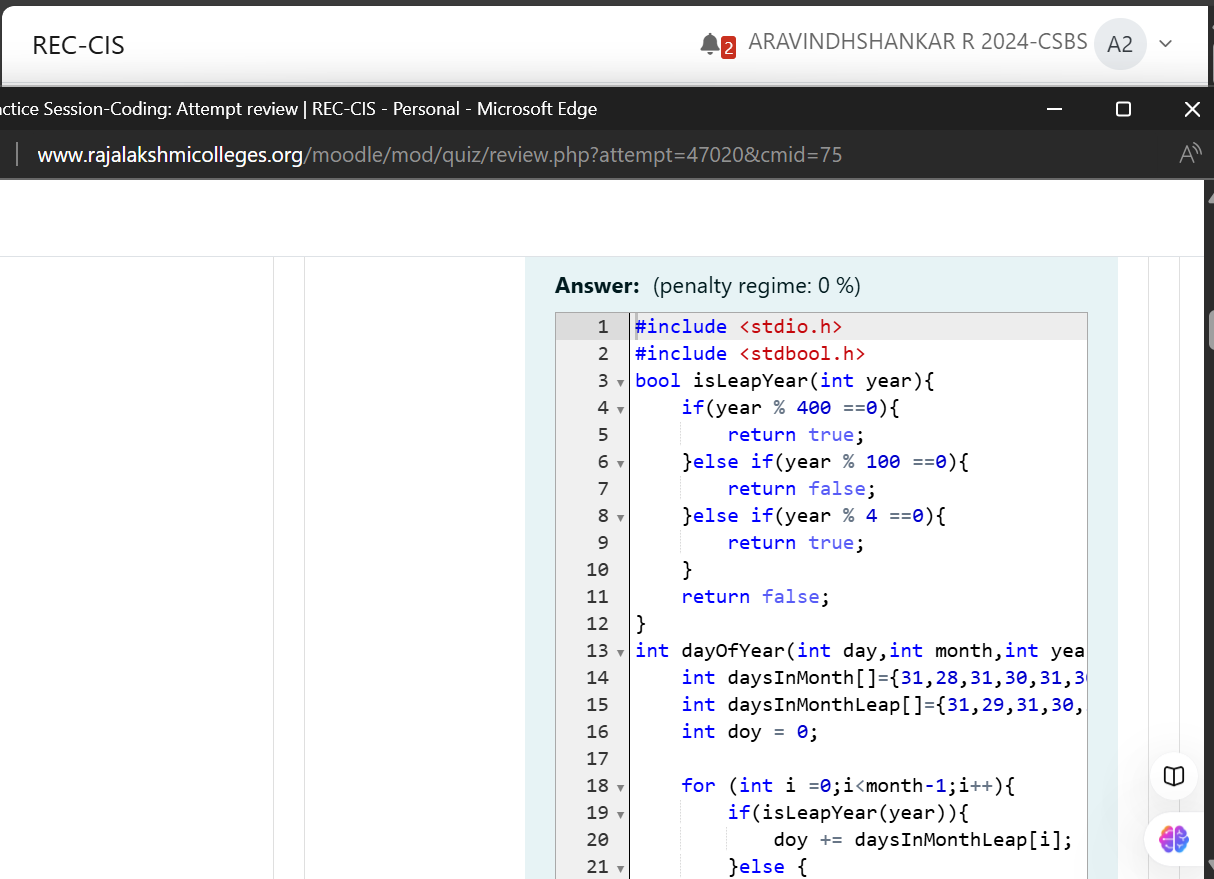 REC-CIS
2 ARAVINDHSHANKAR R 2024-CSBS A2
ctice Session-Coding: Attempt review | REC-CIS - Personal - Microsoft Edge
www.rajalakshmicolleges.org/moodle/mod/quiz/review.php?attempt=47020&cmid=75
Answer: (penalty regime: 0 %)
1 #include <stdio.h>
2 #include <stdbool.h>
3 bool isLeapYear(int year){
4 if(year % 400 ==0){
5 return true;
6 }else if(year % 100 ==0){
7 return false;
8 }else if(year % 4 ==0){
9 return true;
10 }
11 return false;
12 }
13 int dayOfYear(int day,int month,int yea
14 int daysInMonth[]={31,28,31,30,31,3
15 int daysInMonthLeap[]={31,29,31,30,
16 int doy = 0;
17
18 for (int i =0;i<month-1;i++){
19 if(isLeapYear(year)){
20 doy += daysInMonthLeap[i];
21 }else {